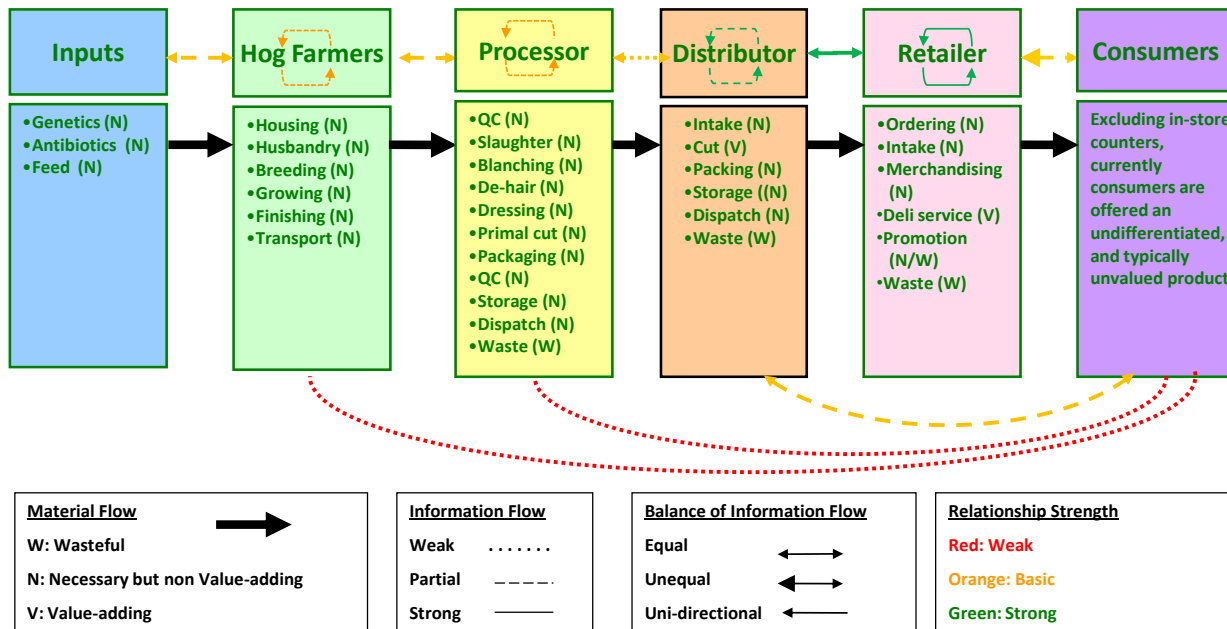 Inputs
Hog Farmers
Processor
Distributor
Retailer
Consumers
•Genetics (N)
•Antibiotics (N)
•Feed (N)
•Housing (N)
•Husbandry (N)
•Breeding (N)
•Growing (N)
•Finishing (N)
•Transport (N)
•QC (N)
•Slaughter (N)
•Blanching (N)
•De-hair (N)
•Dressing (N)
•Primal cut (N)
•Packaging (N)
•QC (N)
•Storage (N)
•Dispatch (N)
•Waste (W)
•Intake (N)
•Cut (V)
•Packing (N)
•Storage ((N)
•Dispatch (N)
•Waste (W)
•Ordering (N)
•Intake (N)
•Merchandising
(N)
•Deli service (V)
•Promotion
(N/W)
•Waste (W)
Excluding in-store
counters,
currently
consumers are
offered an
undifferentiated,
and typically
unvalued product
Material Flow
W: Wasteful
N: Necessary but non Value-adding
V: Value-adding
Information Flow
Weak
Partial
Strong
Balance of Information Flow
Equal
Unequal
Uni-directional
Relationship Strength
Red: Weak
Orange: Basic
Green: Strong